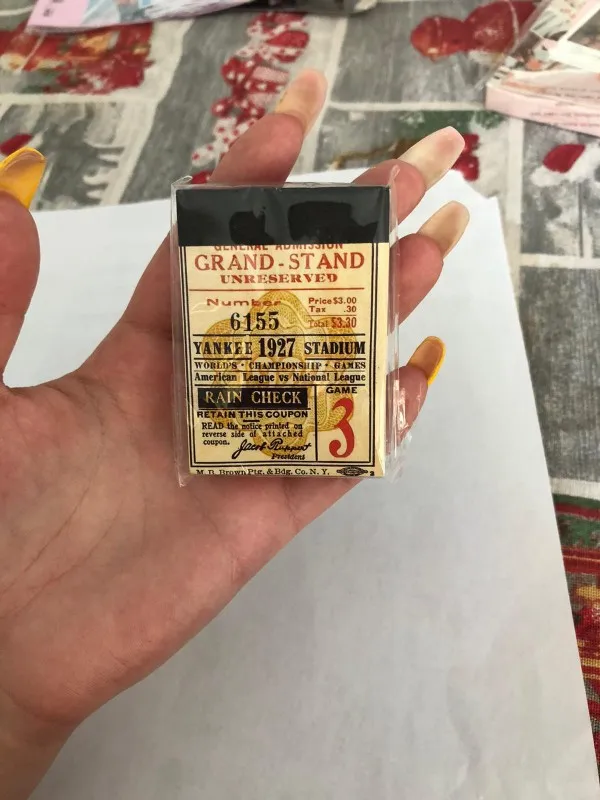 GENERAL ADMISSION
GRAND-STAND
UNRESERVED
Number
6155
Price $3.00
Tax .30
Total $3.30
YANKEE 1927 STADIUM
WORLD'S • CHAMPIONSHIP • GAMES
American League vs National League
RAIN CHECK
RETAIN THIS COUPON
READ the notice printed on
reverse side of attached
coupon.
Jacob Ruppert
President
GAME
3
M. B. Brown Ptg. & Bdg. Co. N. Y.
2